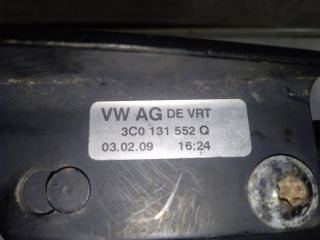 VW AG DE VRT
3C0 131 552 Q
03.02.09 16:24